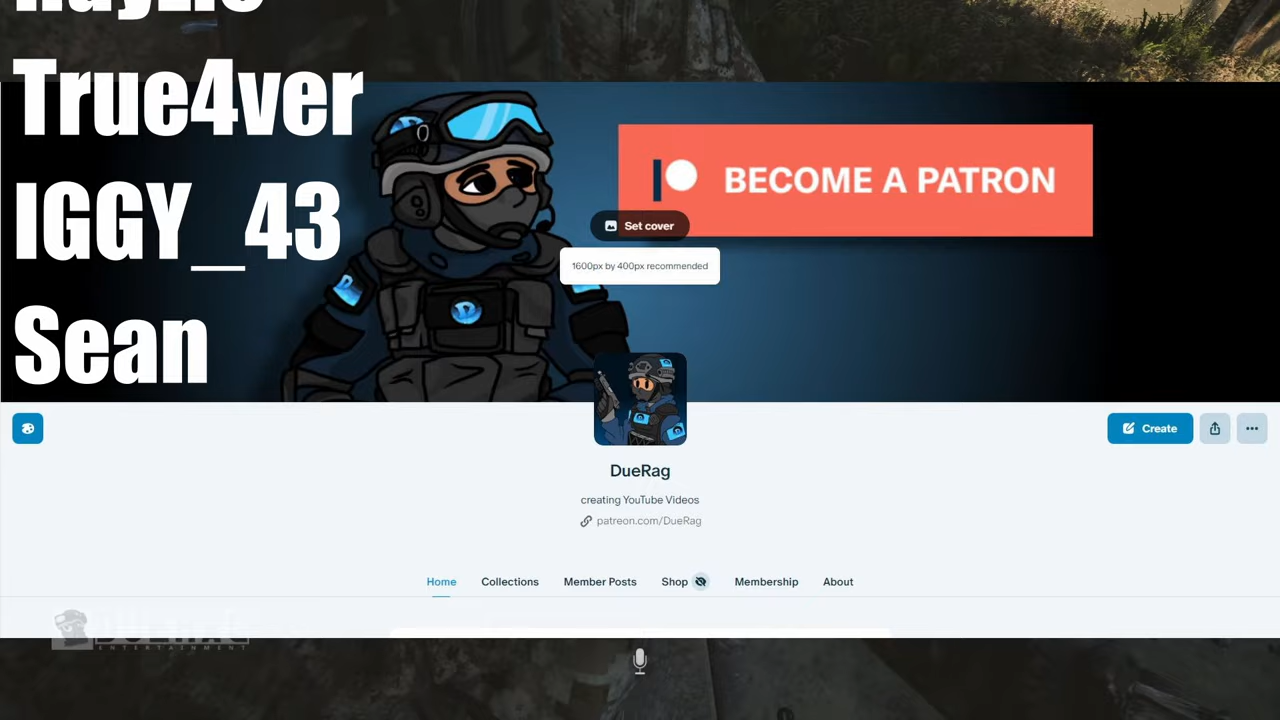 True4ver
IGGY_43
Sean
BECOME A PATRON
Set cover
1600px by 400px recommended
Create
DueRag
creating YouTube Videos
patreon.com/DueRag
Home
Collections
Member Posts
Shop
Membership
About
ENTERTAINMENT